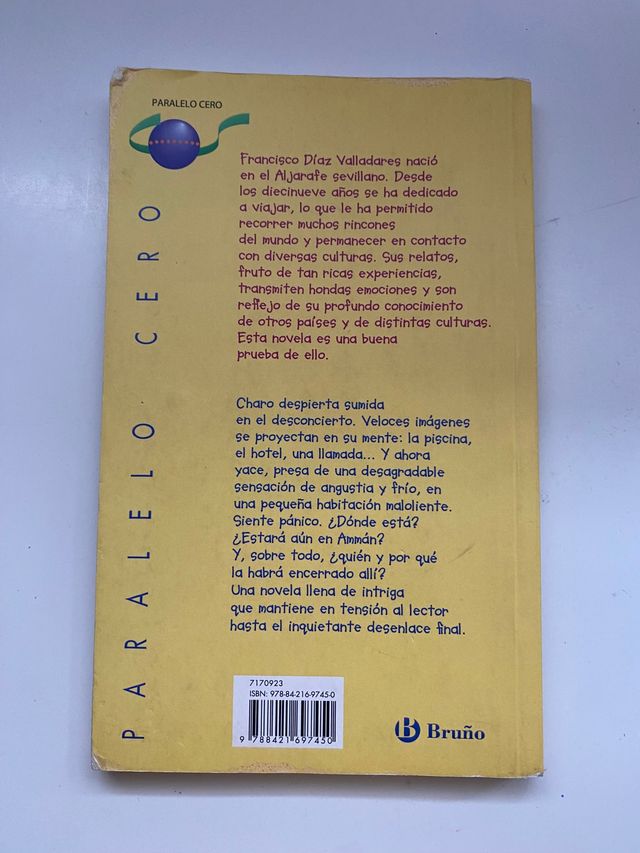 PARALELO CERO
Francisco Díaz Valladares nació
en el Aljarafe sevillano. Desde
los diecinueve años se ha dedicado
a viajar, lo que le ha permitido
recorrer muchos rincones
del mundo y permanecer en contacto
con diversas culturas. Sus relatos,
fruto de tan ricas experiencias,
transmiten hondas emociones y son
reflejo de su profundo conocimiento
de otros países y de distintas culturas.
Esta novela es una buena
prueba de ello.
Charo despierta sumida
en el desconcierto. Veloces imágenes
se proyectan en su mente: la piscina,
el hotel, una llamada... Y ahora
yace, presa de una desagradable
sensación de angustia y frío, en
una pequeña habitación maloliente.
Siente pánico. ¿Dónde está?
¿Estará aún en Ammán?
Y, sobre todo, ¿quién y por qué
la habrá encerrado allí?
Una novela llena de intriga
que mantiene en tensión al lector
hasta el inquietante desenlace final.
PARALELO CERO
7170923
ISBN: 978-84-216-9745-0
9 788421 697450
B Bruño